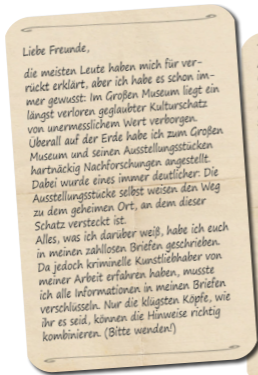 Liebe Freunde,
die meisten Leute haben mich für ver-
rückt erklärt, aber ich habe es schon im-
mer gewusst: Im Großen Museum liegt ein
längst verloren geglaubter Kulturschatz
von unermesslichem Wert verborgen.
Überall auf der Erde habe ich zum Großen
Museum und seinen Ausstellungsstücken
hartnäckig Nachforschungen angestellt.
Dabei wurde eines immer deutlicher: Die
Ausstellungsstücke selbst weisen den Weg
zu dem geheimen Ort, an dem dieser
Schatz versteckt ist.
Alles, was ich darüber weiß, habe ich euch
in meinen zahllosen Briefen geschrieben.
Da jedoch kriminelle Kunstliebhaber von
meiner Arbeit erfahren haben, musste
ich alle Informationen in meinen Briefen
verschlüsseln. Nur die klügsten Köpfe, wie
ihr es seid, können die Hinweise richtig
kombinieren. (Bitte wenden!)